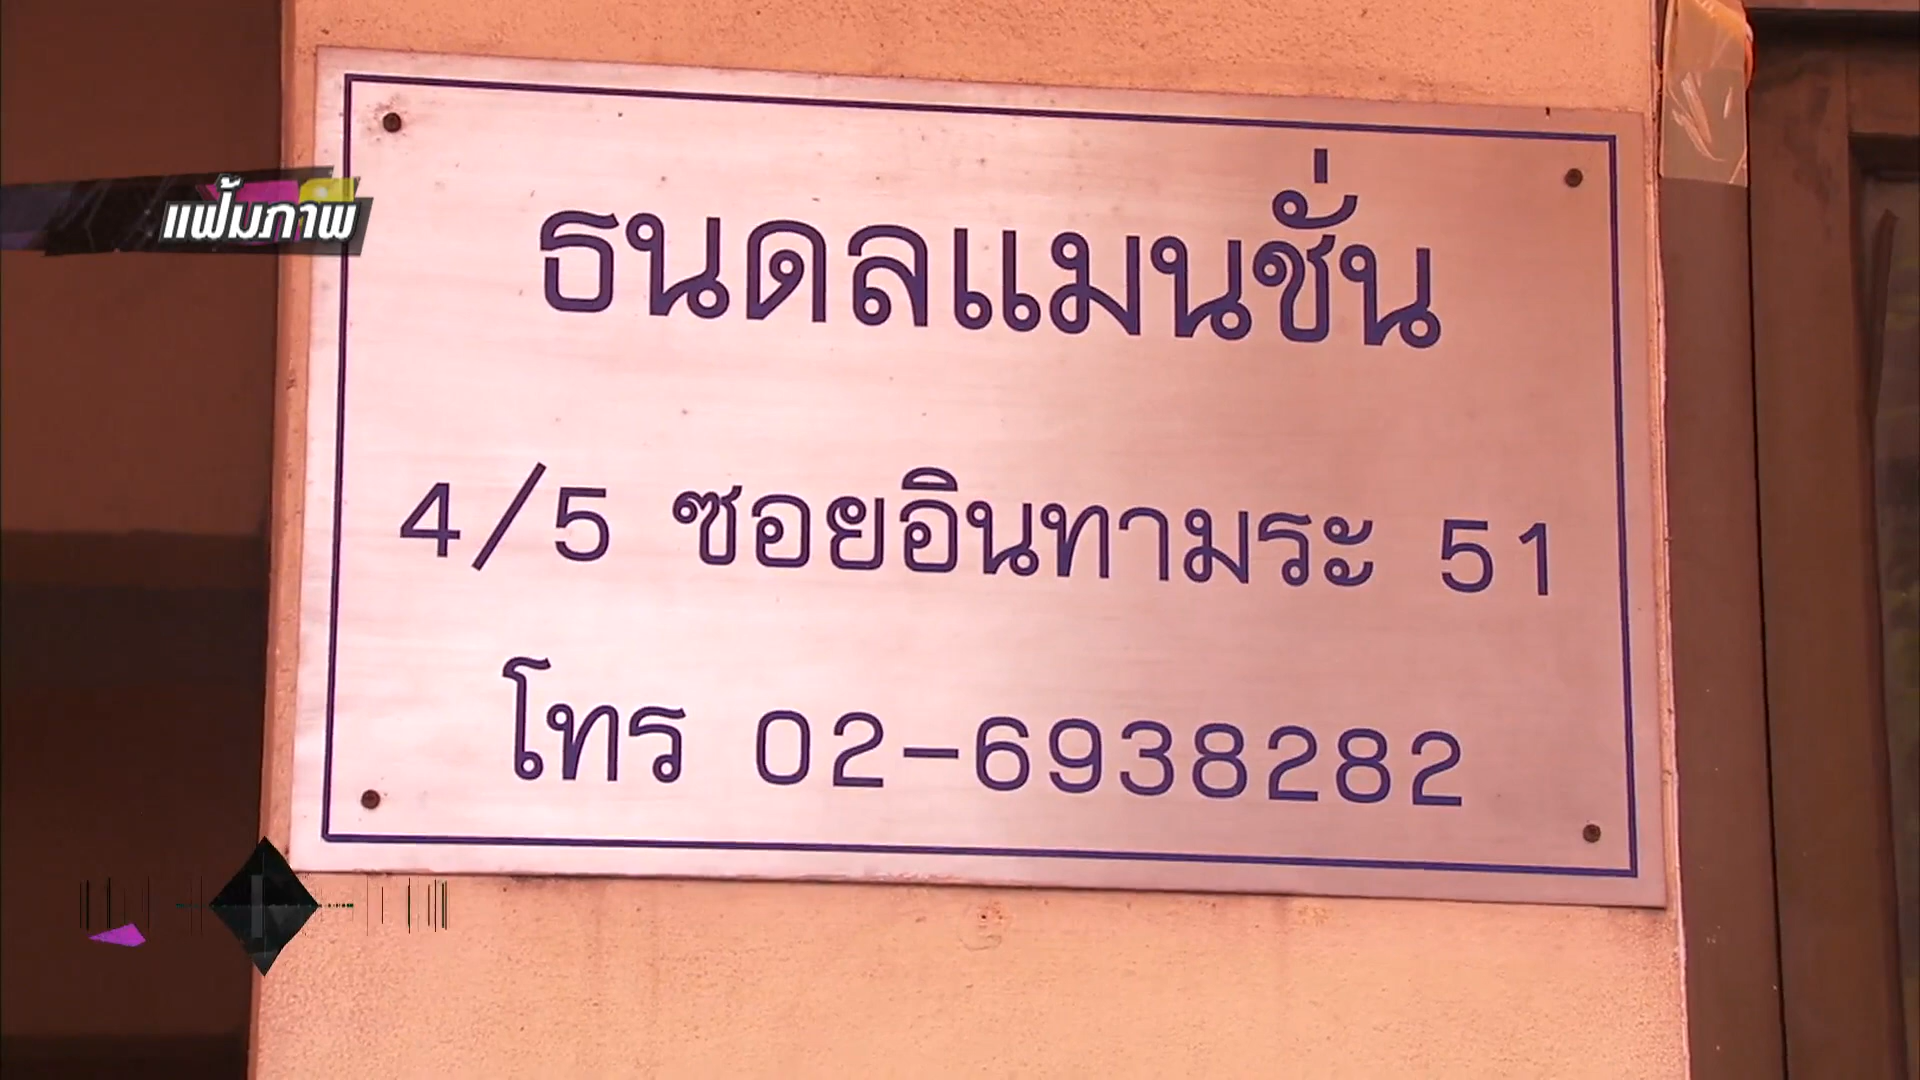 แฟ้มภาพ
ธนดลแมนชั่น
4/5 ซอยอินทามระ 51
โทร 02-6938282